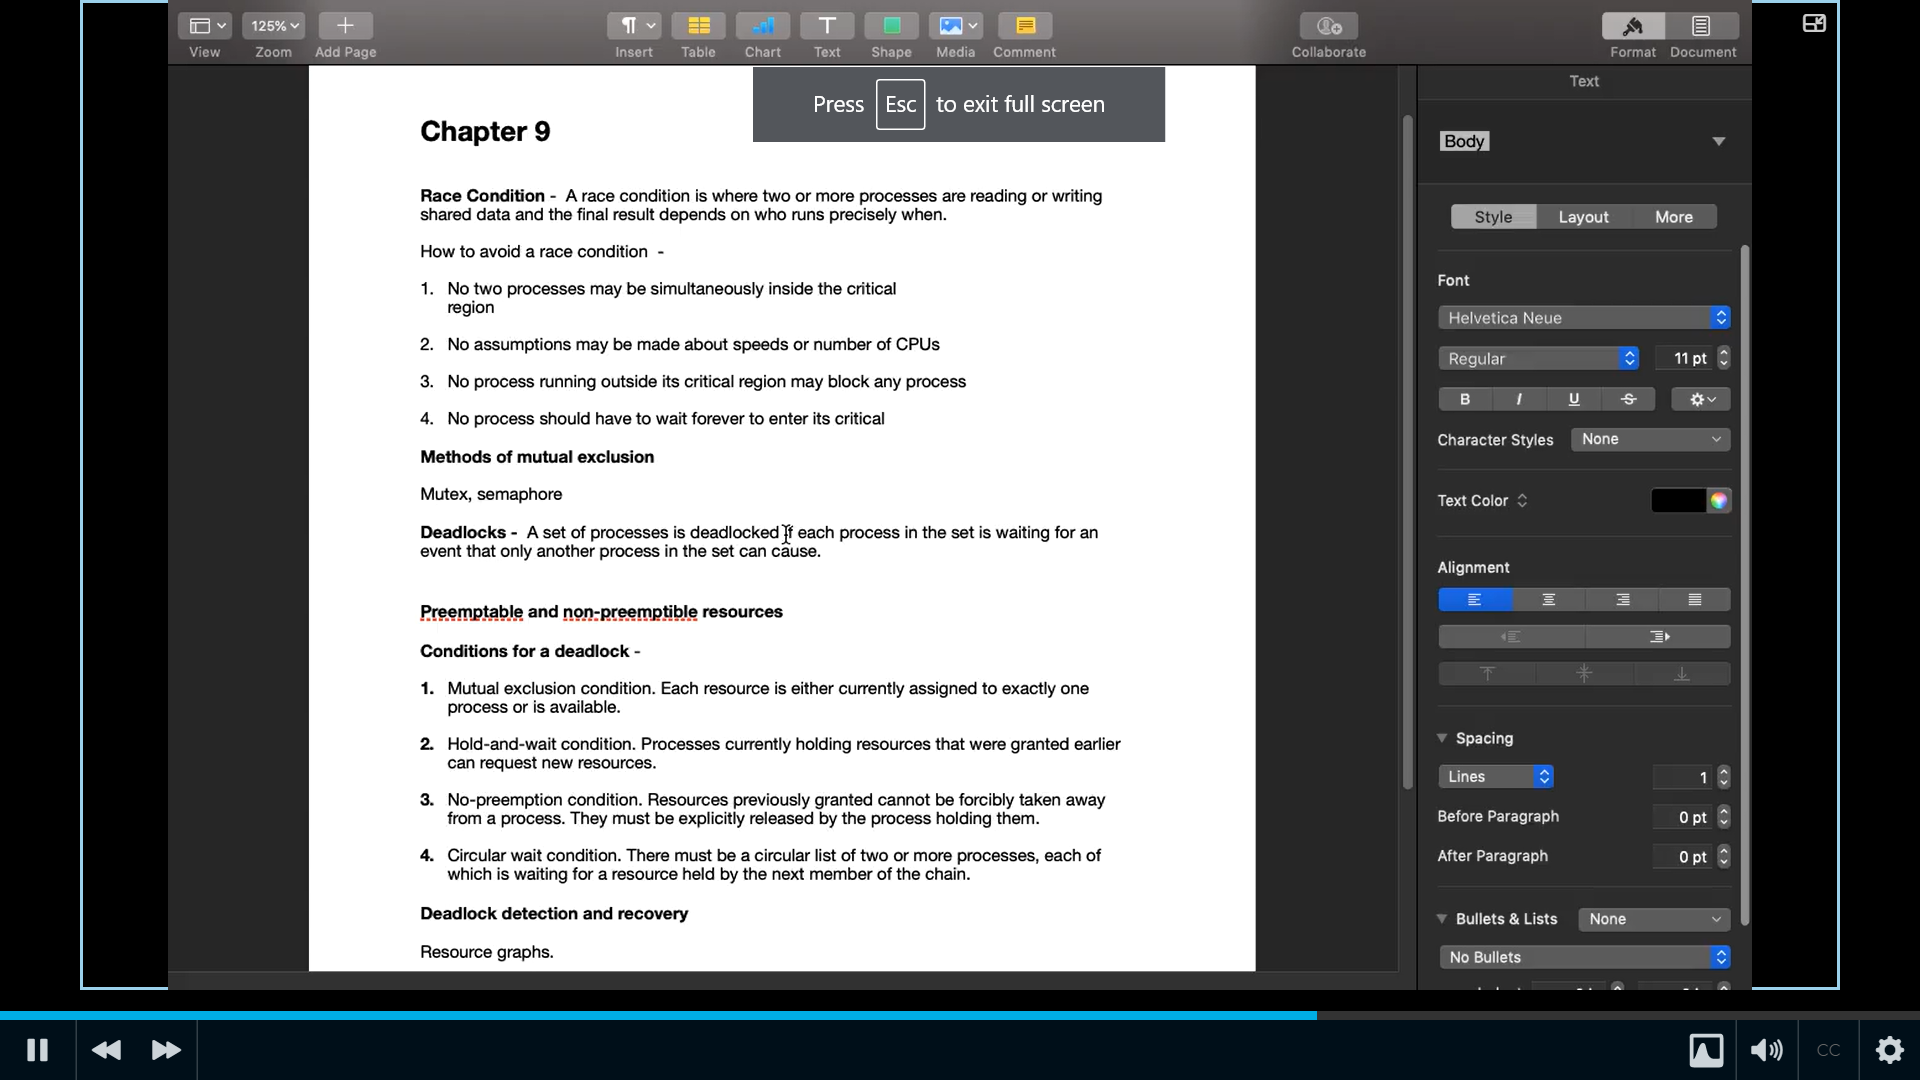 View
125%
Zoom
Add Page
Insert
Table
Chart
T
Text
Shape
Media
Comment
Collaborate
Format
Document
Press Esc to exit full screen
Chapter 9
Race Condition - A race condition is where two or more processes are reading or writing
shared data and the final result depends on who runs precisely when.
How to avoid a race condition -
1. No two processes may be simultaneously inside the critical
region
2. No assumptions may be made about speeds or number of CPUs
3. No process running outside its critical region may block any process
4. No process should have to wait forever to enter its critical
Methods of mutual exclusion
Mutex, semaphore
Deadlocks - A set of processes is deadlocked if each process in the set is waiting for an
event that only another process in the set can cause.
Preemptable and non-preemptible resources
Conditions for a deadlock -
1. Mutual exclusion condition. Each resource is either currently assigned to exactly one
process or is available.
2. Hold-and-wait condition. Processes currently holding resources that were granted earlier
can request new resources.
3. No-preemption condition. Resources previously granted cannot be forcibly taken away
from a process. They must be explicitly released by the process holding them.
4. Circular wait condition. There must be a circular list of two or more processes, each of
which is waiting for a resource held by the next member of the chain.
Deadlock detection and recovery
Resource graphs.
Text
Body
Style Layout More
Font
Helvetica Neue
Regular 11 pt
B I U S
Character Styles None
Text Color
Alignment
Spacing
Lines 1
Before Paragraph 0 pt
After Paragraph 0 pt
Bullets & Lists None
No Bullets
CC